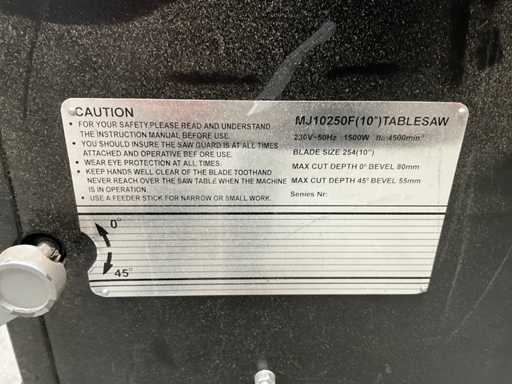 CAUTION
• FOR YOUR SAFETY,PLEASE READ AND UNDERSTAND
THE INSTRUCTION MANUAL BEFORE USE.
• YOU SHOULD INSURE THE SAW GUARD IS AT ALL TIMES
ATTACHED AND OPERATIVE BEF ORE USE.
• WEAR EYE PROTECTION AT ALL TIMES.
• KEEP HANDS WELL CLEAR OF THE BLADE TOOTHAND
NEVER REACH OVER THE SAW TABLE WHEN THE MACHINE
IS IN OPERATION.
• USE A FEEDER STICK FOR NARROW OR SMALL WORK.
MJ10250F(10")TABLESAW
230V~50Hz 1500W n₀:4500min⁻¹
BLADE SIZE 254(10")
MAX CUT DEPTH 0° BEVEL 80mm
MAX CUT DEPTH 45° BEVEL 55mm
Series Nr:
0°
45°